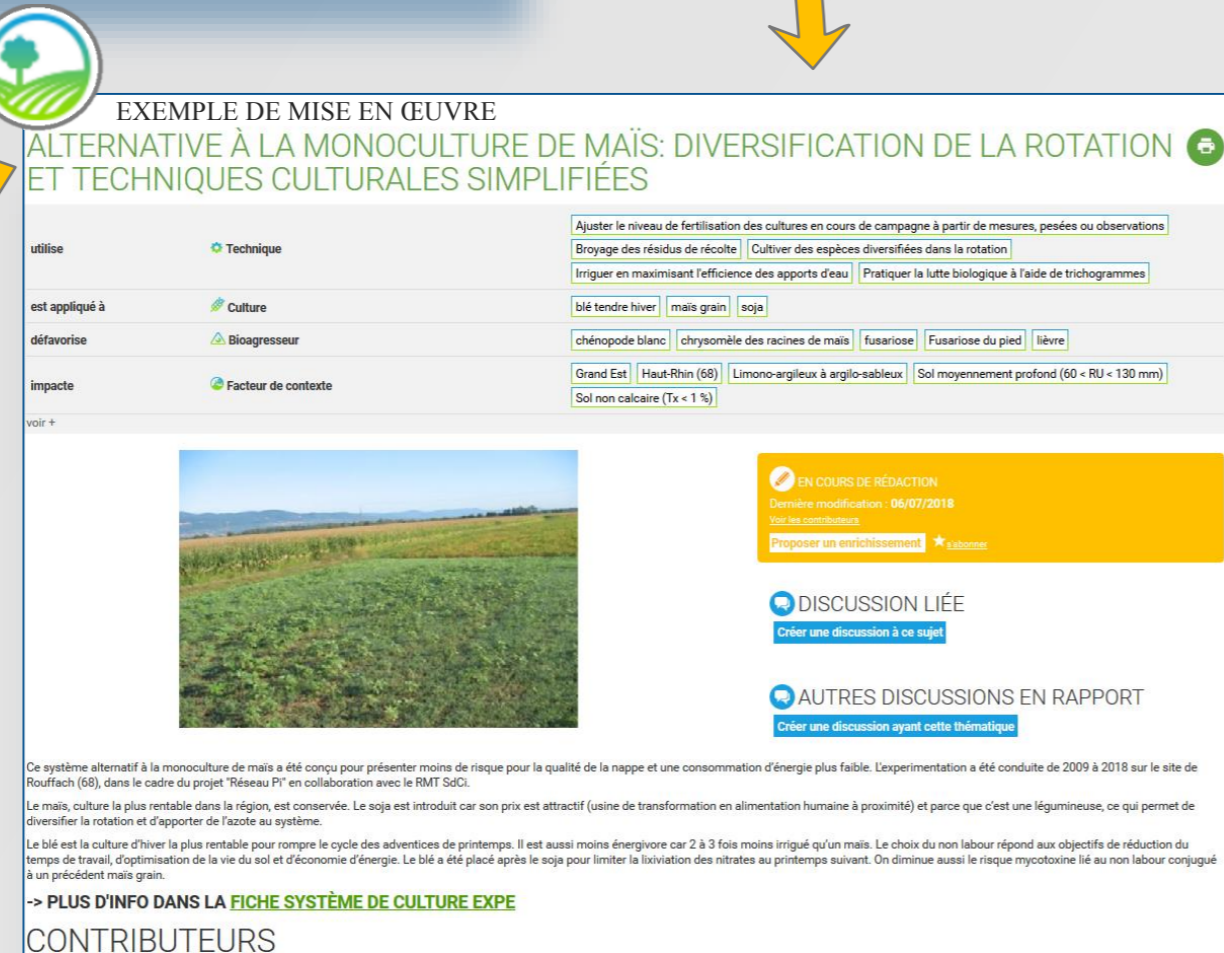 EXEMPLE DE MISE EN ŒUVRE
ALTERNATIVE À LA MONOCULTURE DE MAÏS: DIVERSIFICATION DE LA ROTATION
ET TECHNIQUES CULTURALES SIMPLIFIÉES
utilise
Technique
Ajuster le niveau de fertilisation des cultures en cours de campagne à partir de mesures, pesées ou observations
Broyage des résidus de récolte Cultiver des espèces diversifiées dans la rotation
Irriguer en maximisant l'efficience des apports d'eau Pratiquer la lutte biologique à l'aide de trichogrammes
est appliqué à Culture blé tendre hiver maïs grain soja
défavorise Bioagresseur chénopode blanc chrysomèle des racines de maïs fusariose Fusariose du pied lièvre
impacte Facteur de contexte
Grand Est Haut-Rhin (68) Limono-argileux à argilo-sableux Sol moyennement profond (60 < RU < 130 mm)
Sol non calcaire (Tx < 1 %)
voir +
EN COURS DE RÉDACTION
Dernière modification : 06/07/2018
Voir les contributeurs
Proposer un enrichissement s'abonner
DISCUSSION LIÉE
Créer une discussion à ce sujet
AUTRES DISCUSSIONS EN RAPPORT
Créer une discussion ayant cette thématique
Ce système alternatif à la monoculture de maïs a été conçu pour présenter moins de risque pour la qualité de la nappe et une consommation d'énergie plus faible. L'experimentation a été conduite de 2009 à 2018 sur le site de
Rouffach (68), dans le cadre du projet "Réseau Pi" en collaboration avec le RMT SdCi.
Le maïs, culture la plus rentable dans la région, est conservée. Le soja est introduit car son prix est attractif (usine de transformation en alimentation humaine à proximité) et parce que c'est une légumineuse, ce qui permet de
diversifier la rotation et d'apporter de l'azote au système.
Le blé est la culture d'hiver la plus rentable pour rompre le cycle des adventices de printemps. Il est aussi moins énergivore car 2 à 3 fois moins irrigué qu'un maïs. Le choix du non labour répond aux objectifs de réduction du
temps de travail, d'optimisation de la vie du sol et d'économie d'énergie. Le blé a été placé après le soja pour limiter la lixiviation des nitrates au printemps suivant. On diminue aussi le risque mycotoxine lié au non labour conjugué
à un précédent maïs grain.
-> PLUS D'INFO DANS LA FICHE SYSTÈME DE CULTURE EXPE
CONTRIBUTEURS